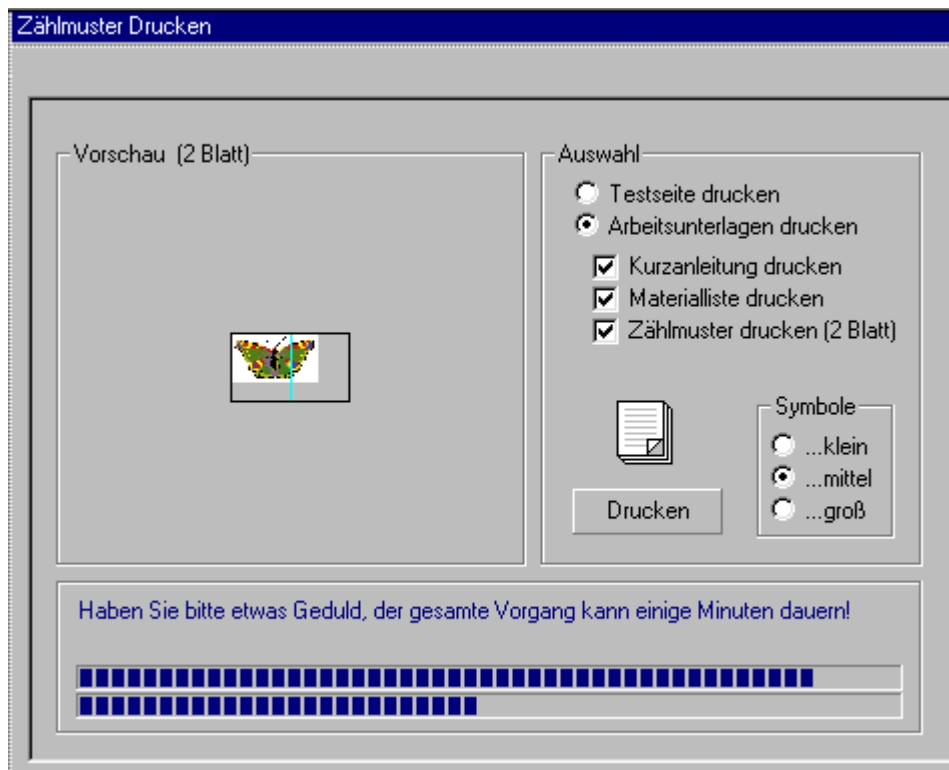 Zählmuster Drucken
Vorschau (2 Blatt)
Auswahl
Testseite drucken
Arbeitsunterlagen drucken
Kurzanleitung drucken
Materialliste drucken
Zählmuster drucken (2 Blatt)
Symbole
...klein
...mittel
...groß
Drucken
Haben Sie bitte etwas Geduld, der gesamte Vorgang kann einige Minuten dauern!